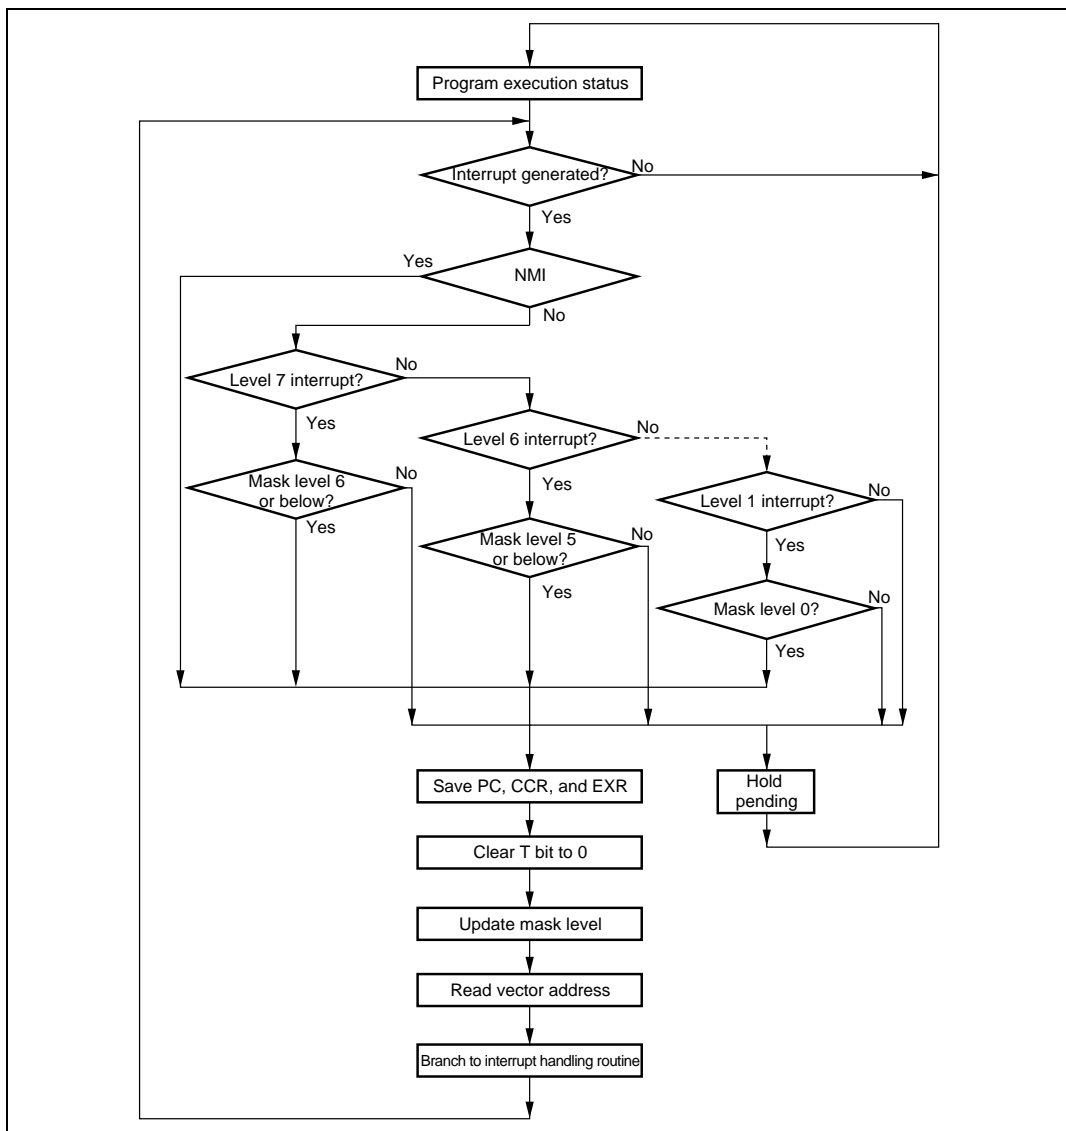 Program execution status
Interrupt generated?
No
Yes
Yes
NMI
No
Level 7 interrupt?
No
Yes
Level 6 interrupt?
No
Yes
Mask level 6
or below?
No
Yes
Level 1 interrupt?
No
Yes
Mask level 5
or below?
No
Yes
Mask level 0?
No
Yes
Save PC, CCR, and EXR
Hold
pending
Clear T bit to 0
Update mask level
Read vector address
Branch to interrupt handling routine